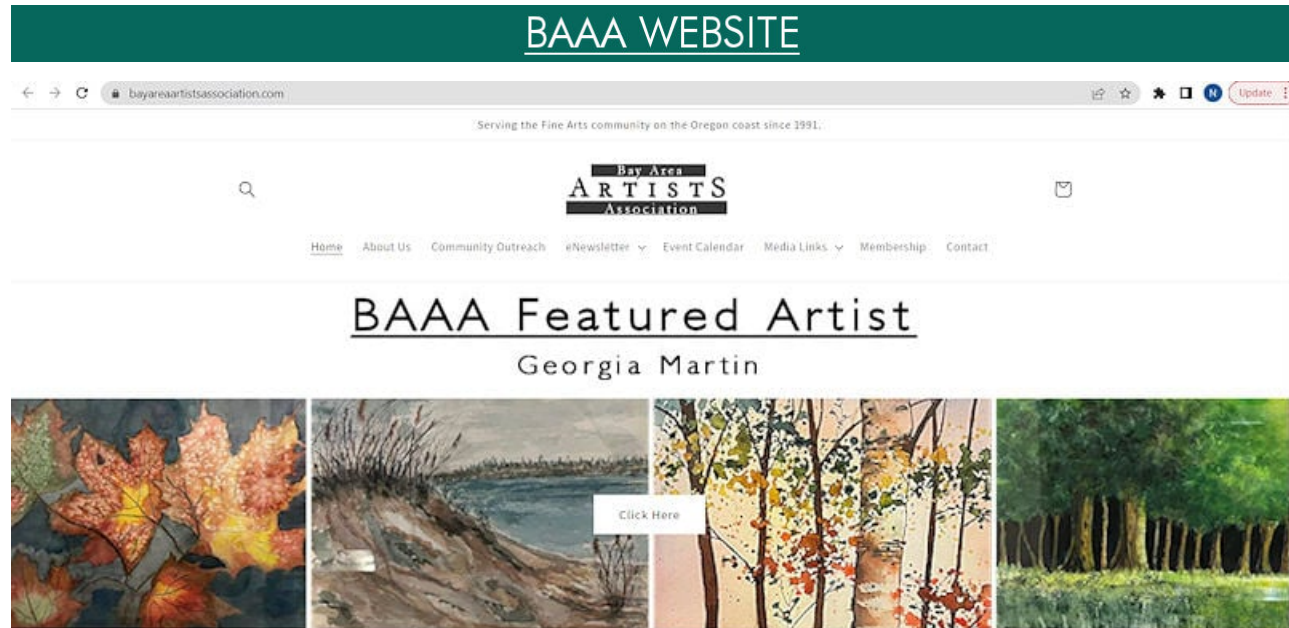 BAAA WEBSITE
bayareaartistsassociation.com
N
Update
Serving the Fine Arts community on the Oregon coast since 1991.
Bay Area
ARTISTS
Association
Home About Us Community Outreach eNewsletter Event Calendar Media Links Membership Contact
BAAA Featured Artist
Georgia Martin
Click Here